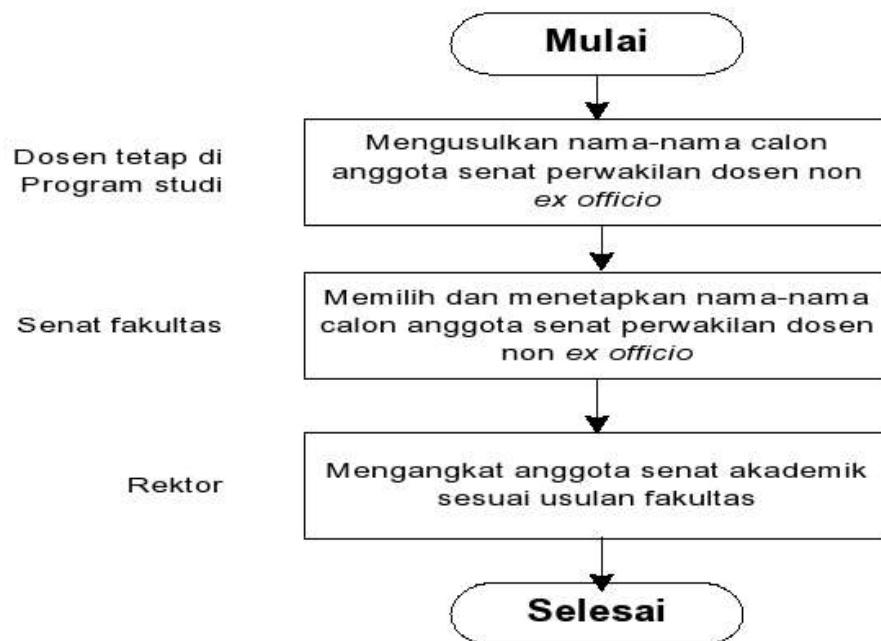 Mulai
Dosen tetap di
Program studi
Mengusulkan nama-nama calon
anggota senat perwakilan dosen non
ex officio
Senat fakultas
Memilih dan menetapkan nama-nama
calon anggota senat perwakilan dosen
non ex officio
Rektor
Mengangkat anggota senat akademik
sesuai usulan fakultas
Selesai